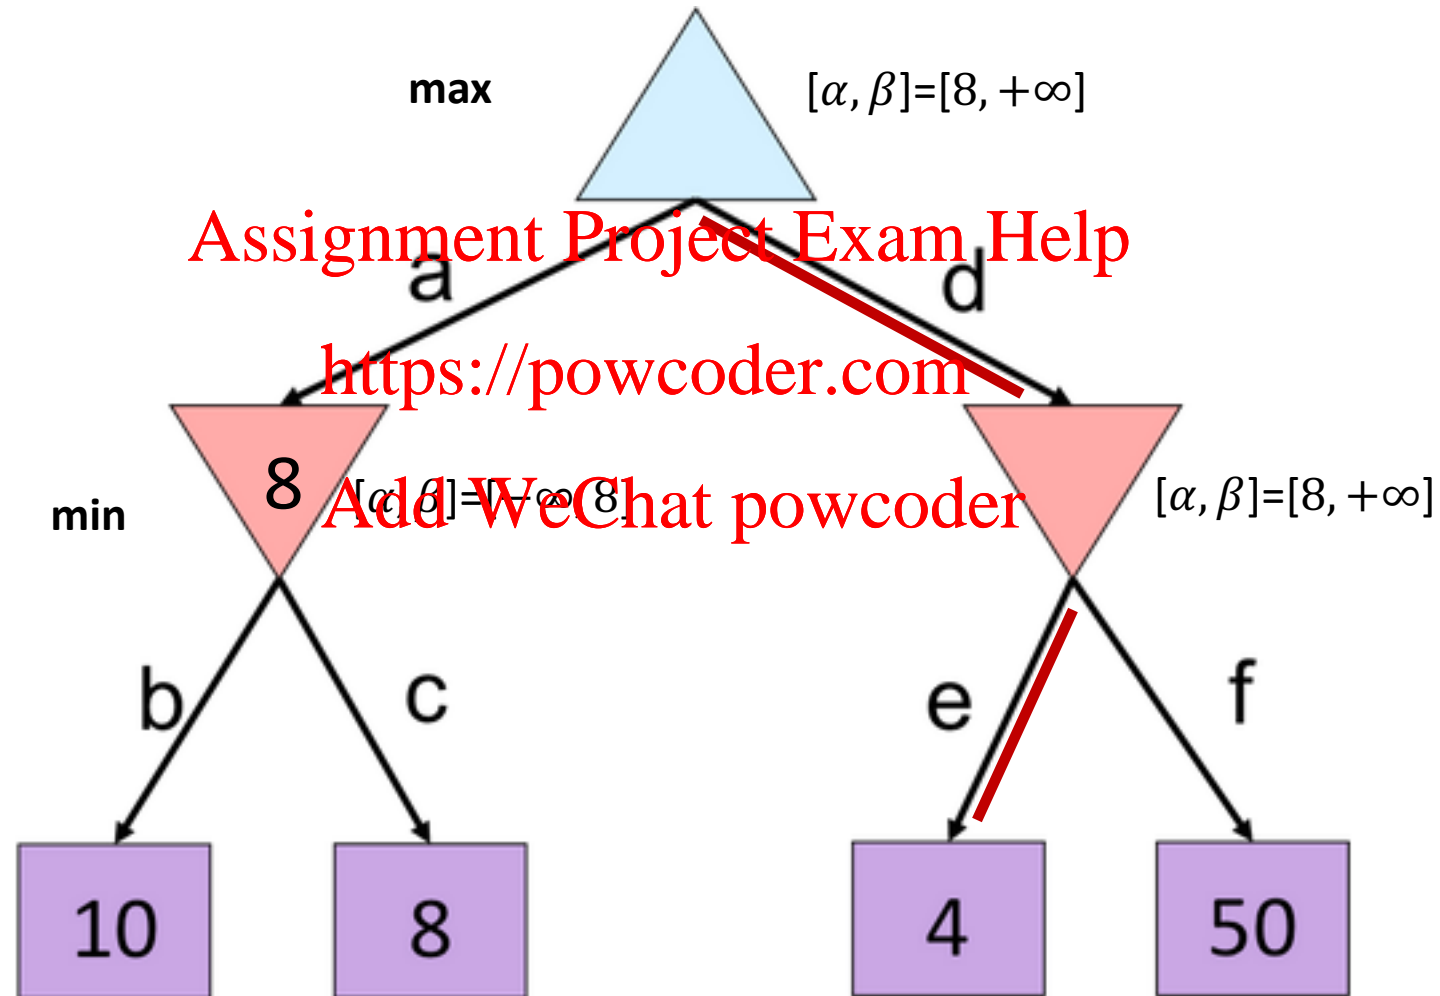 max
[α, β]=[8, +∞]
Assignment Project Exam Help
a
d
https://powcoder.com
8
[α, β]=[−∞, 8]
Add WeChat powcoder
min
[α, β]=[8, +∞]
b
c
e
f
10
8
4
50